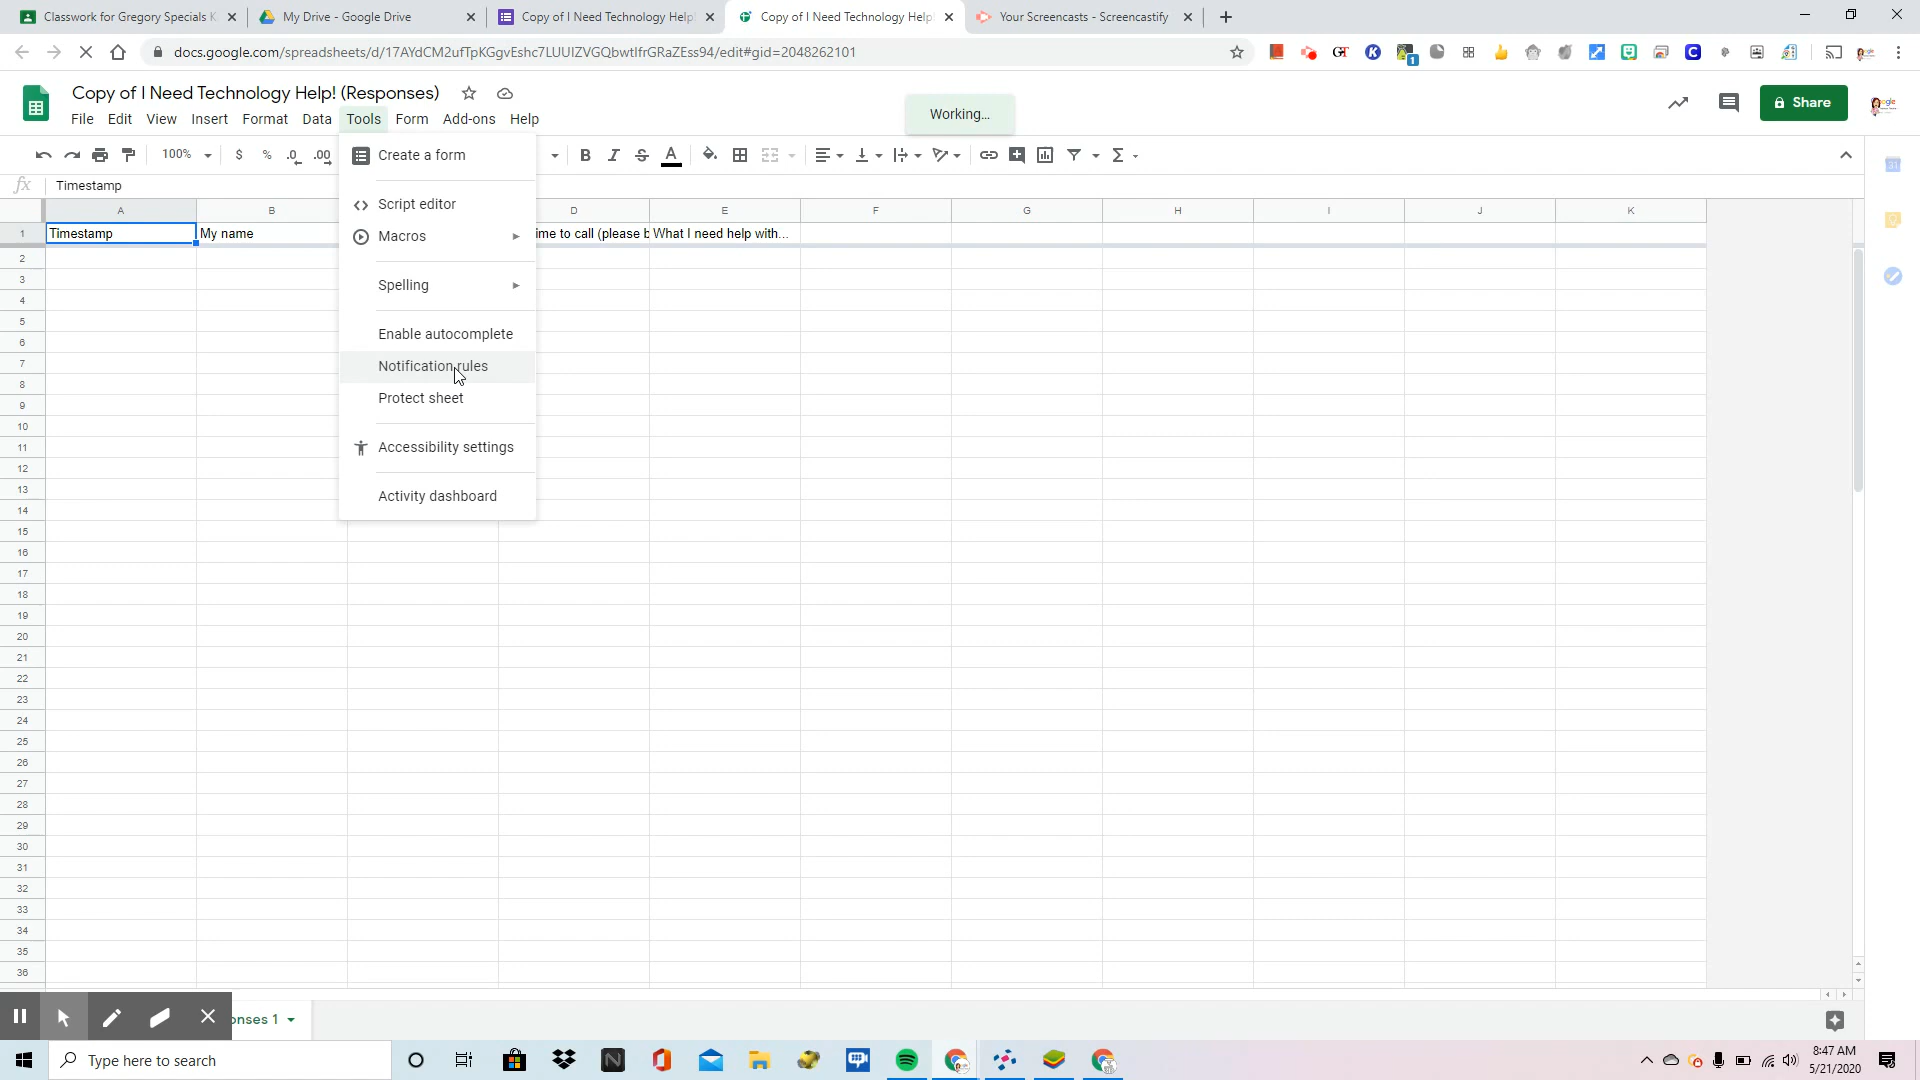 Classwork for Gregory Specials K
My Drive - Google Drive
Copy of I Need Technology Help!
Copy of I Need Technology Help
Your Screencasts - Screencastify
docs.google.com/spreadsheets/d/17AYdCM2ufTpKGgvEshc7LUUIZVGQbwtIfrGRaZEss94/edit#gid=2048262101
Copy of I Need Technology Help! (Responses)
File Edit View Insert Format Data Tools Form Add-ons Help
Working...
Share
100% $ % .0 .00
Create a form
fx Timestamp
Script editor
A B D E F G H I J K
1 Timestamp My name ime to call (please b What I need help with...
Macros
Spelling
Enable autocomplete
Notification rules
Protect sheet
Accessibility settings
Activity dashboard
2
3
4
5
6
7
8
9
10
11
12
13
14
15
16
17
18
19
20
21
22
23
24
25
26
27
28
29
30
31
32
33
34
35
36
onses 1
Type here to search
8:47 AM
5/21/2020